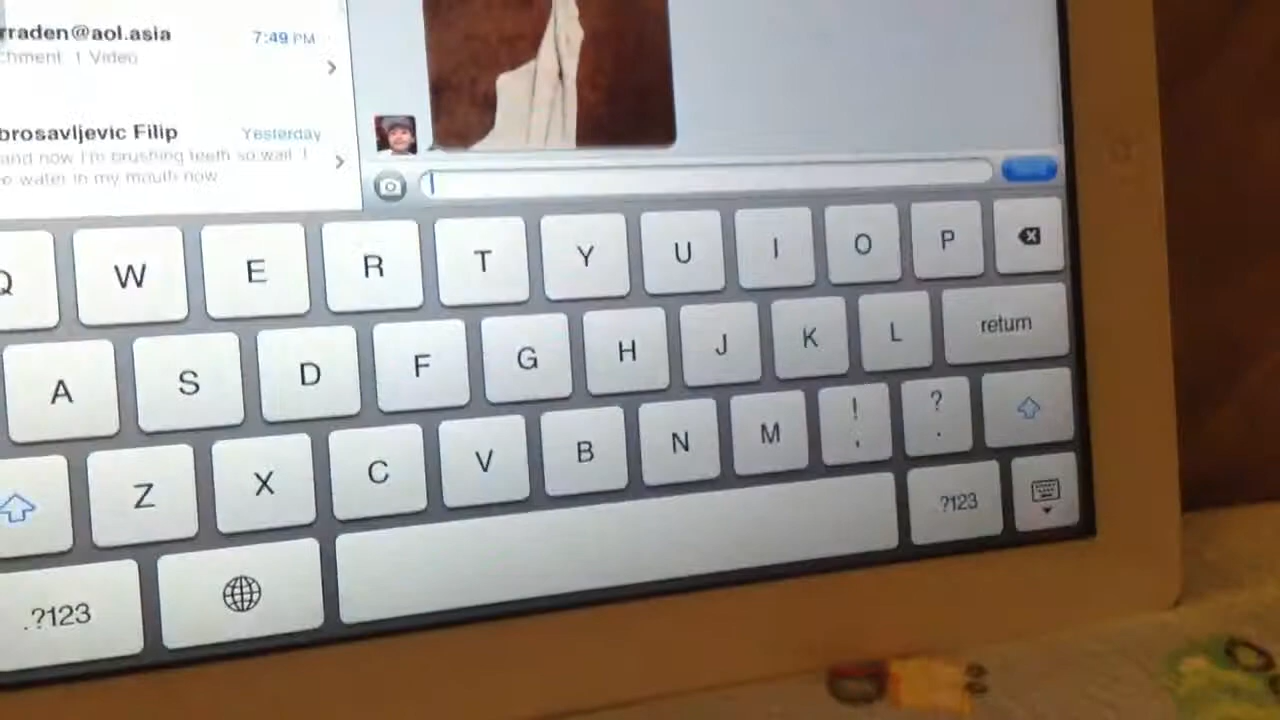 rraden@aol.asia
7:49 PM
chment: 1 Video
brosavljevic Filip
Yesterday
and now I'm brushing teeth so wait I
water in my mouth now
Q W E R T Y U I O P
A S D F G H J K L return
Z X C V B N M ! , ? .
.?123 .?123